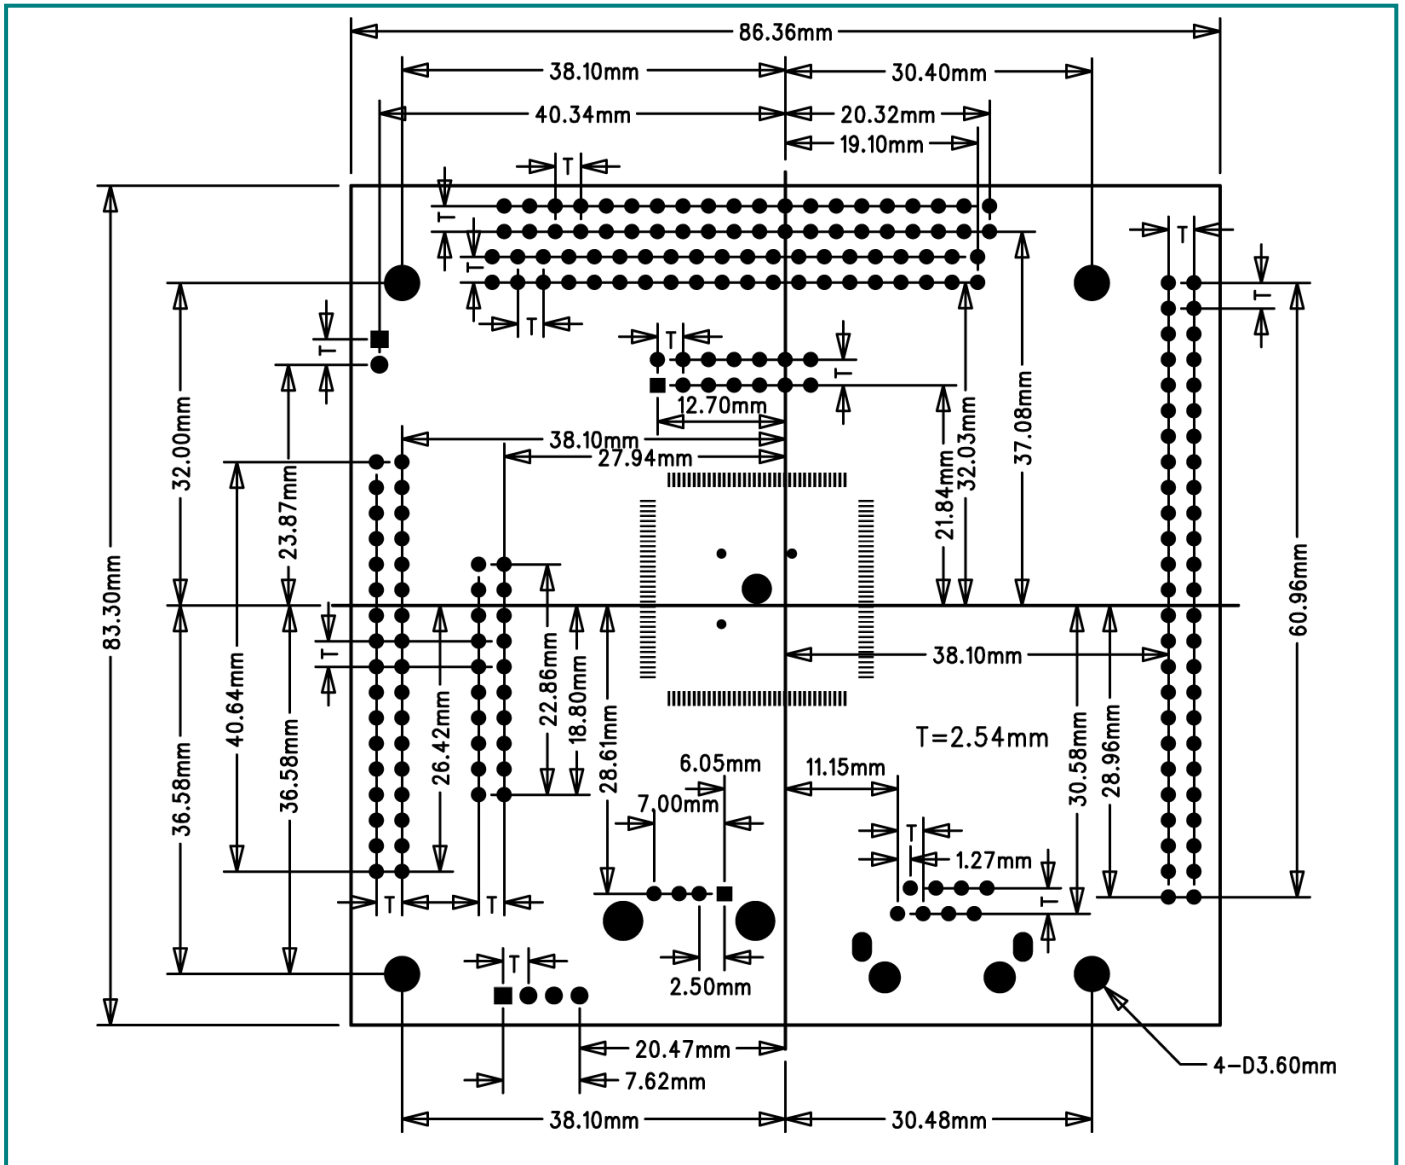 86.36mm
38.10mm
30.40mm
40.34mm
20.32mm
19.10mm
T
T
T
T
T
T
T
T
T
12.70mm
38.10mm
27.94mm
32.00mm
23.87mm
21.84mm
32.03mm
37.08mm
83.30mm
60.96mm
T
38.10mm
40.64mm
22.86mm
18.80mm
28.61mm
26.42mm
36.58mm
36.58mm
T=2.54mm
6.05mm
11.15mm
30.58mm
28.96mm
7.00mm
T
1.27mm
T
T
T
T
2.50mm
20.47mm
7.62mm
4-D3.60mm
38.10mm
30.48mm